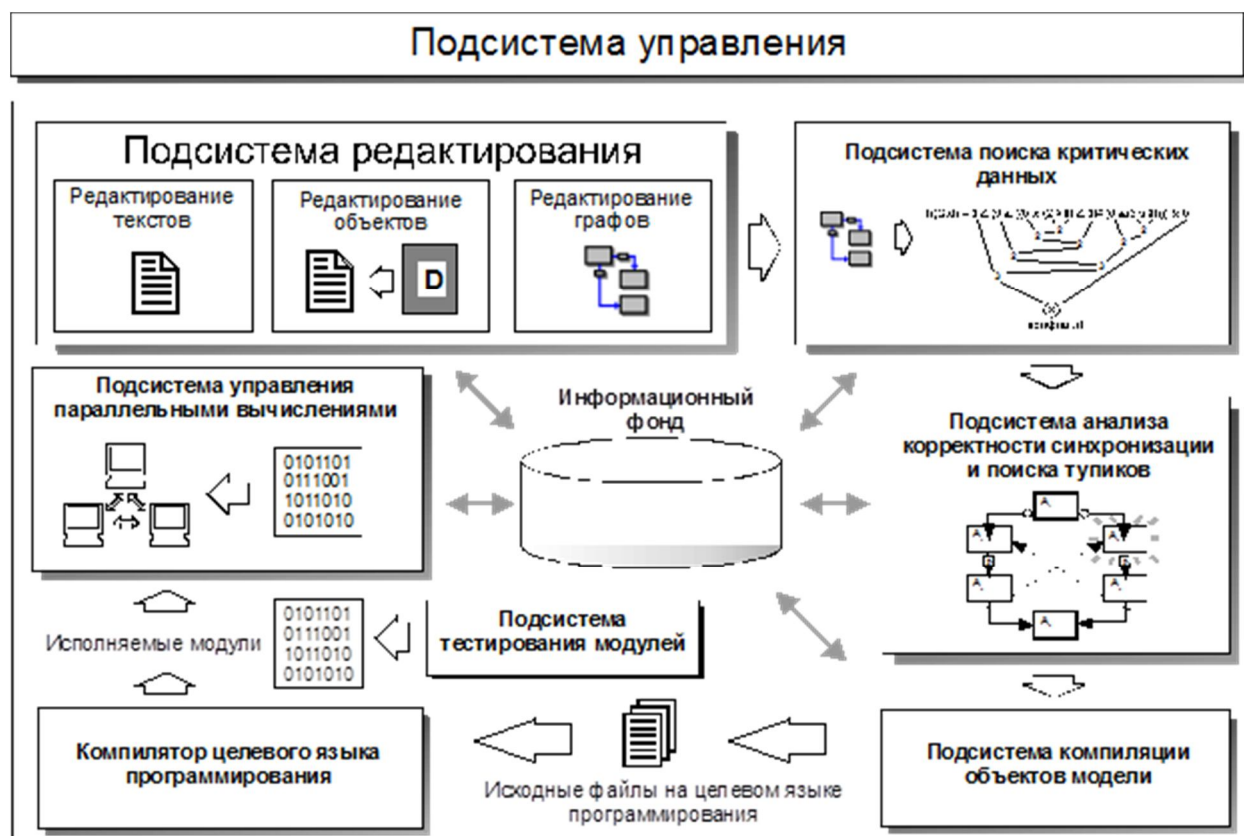 Подсистема управления
Подсистема редактирования
Редактирование
текстов
Редактирование
объектов
D
Редактирование
графов
Подсистема поиска критических
данных
Подсистема управления
параллельными вычислениями
0101101
0111001
1011010
0101010
Информационный
фонд
Подсистема анализа
корректности синхронизации
и поиска тупиков
A
A
A
A
A
A
Исполняемые модули
0101101
0111001
1011010
0101010
Подсистема
тестирования модулей
Компилятор целевого языка
программирования
Исходные файлы на целевом языке
программирования
Подсистема компиляции
объектов модели